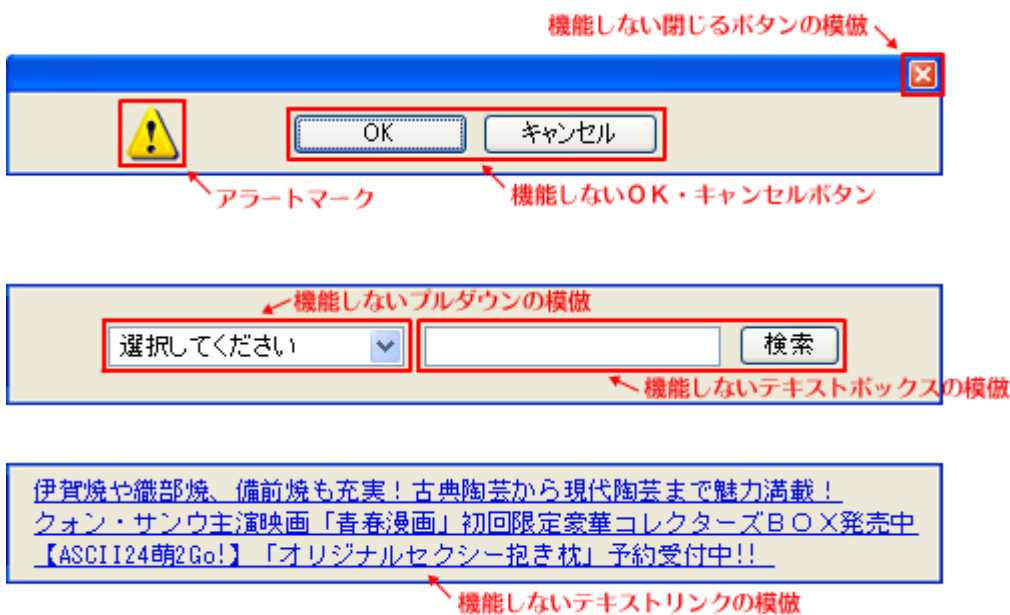 機能しない閉じるボタンの模倣
OK
キャンセル
アラートマーク
機能しないOK・キャンセルボタン
機能しないプルダウンの模倣
選択してください
検索
機能しないテキストボックスの模倣
伊賀焼や織部焼、備前焼も充実！古典陶芸から現代陶芸まで魅力満載！
クォン・サンウ主演映画「青春漫画」初回限定豪華コレクターズＢＯＸ発売中
【ASCII24萌2Go!】「オリジナルセクシー抱き枕」予約受付中!!
機能しないテキストリンクの模倣